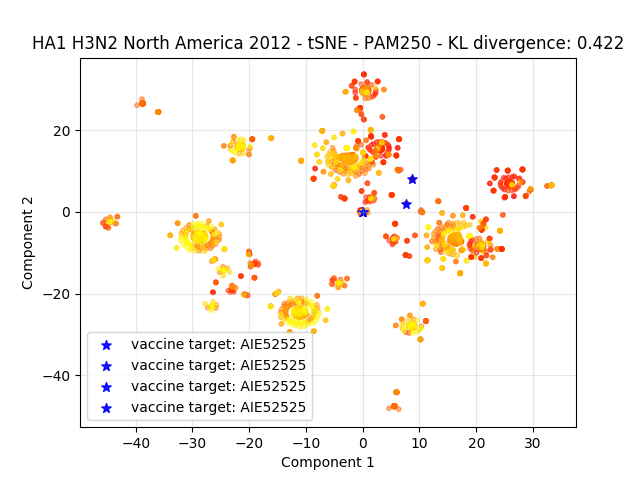 HA1 H3N2 North America 2012 - tSNE - PAM250 - KL divergence: 0.422
Component 2
20
0
−20
−40
vaccine target: AIE52525
vaccine target: AIE52525
vaccine target: AIE52525
vaccine target: AIE52525
−40 −30 −20 −10 0 10 20 30
Component 1